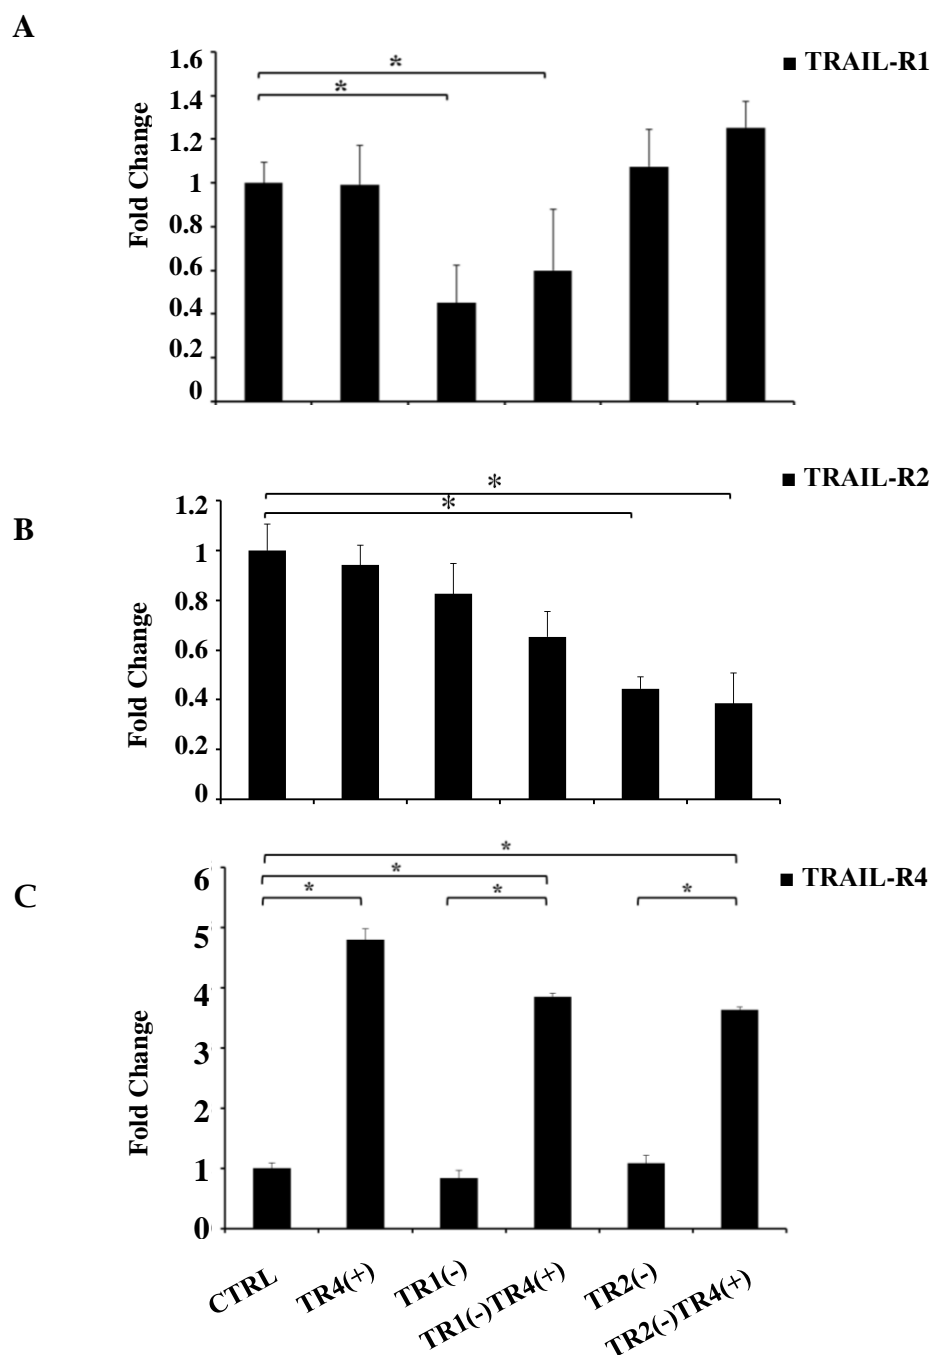 A
■ TRAIL-R1
*
*
Fold Change
1.6
1.4
1.2
1
0.8
0.6
0.4
0.2
0
■ TRAIL-R2
B
*
*
Fold Change
1.2
1
0.8
0.6
0.4
0.2
0
■ TRAIL-R4
C
*
*
*
*
*
Fold Change
6
5
4
3
2
1
0
CTRL
TR4(+)
TR1(-)
TR1(-)TR4(+)
TR2(-)
TR2(-)TR4(+)